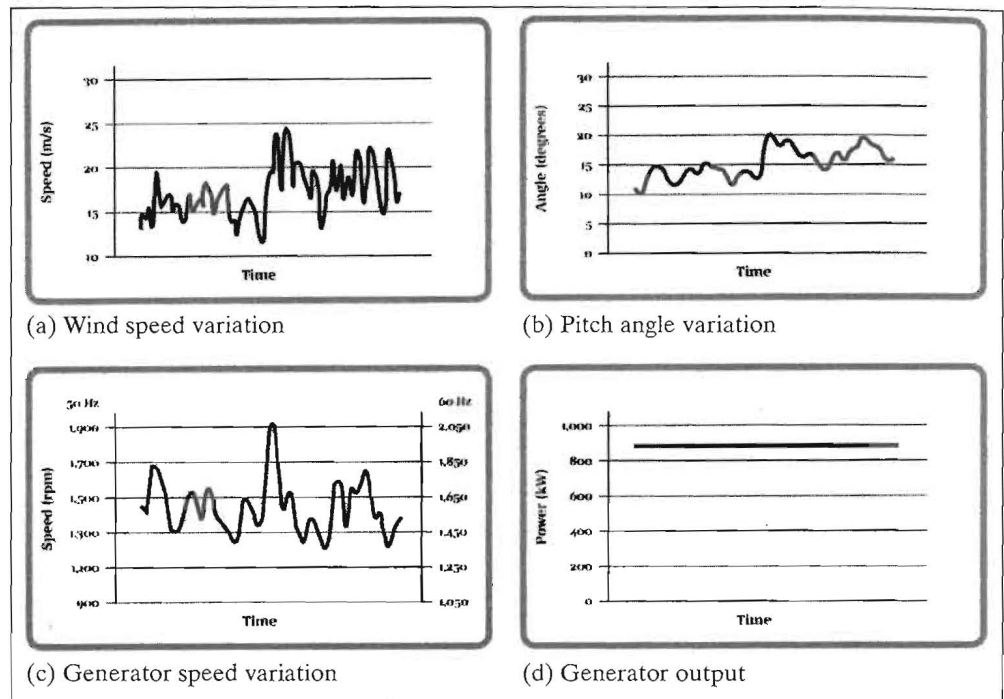 30
25
20
15
10
Speed (m/s)
Time
(a) Wind speed variation
30
25
20
15
10
5
0
Angle (degrees)
Time
(b) Pitch angle variation
50 Hz
60 Hz
1,900
1,700
1,500
1,300
1,200
900
Speed (rpm)
2,050
1,850
1,650
1,450
1,250
1,050
Time
(c) Generator speed variation
1,000
800
600
400
200
0
Power (kW)
Time
(d) Generator output